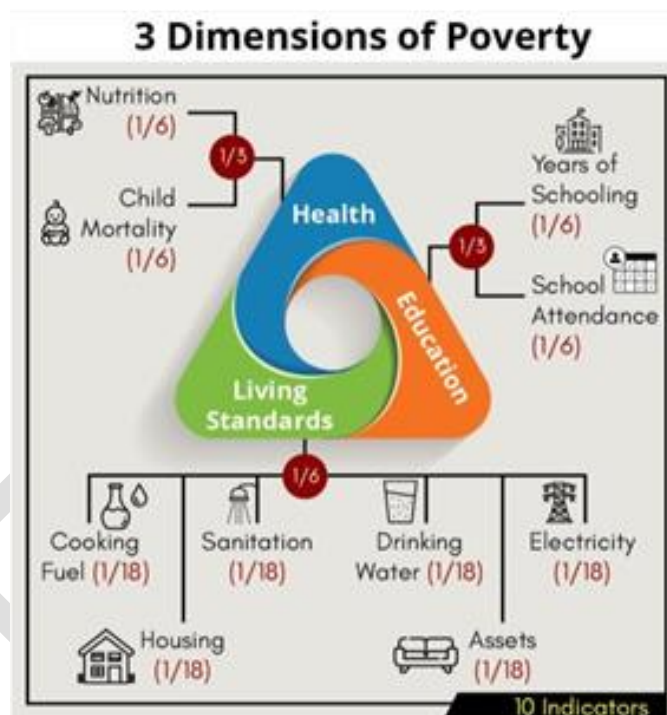 3 Dimensions of Poverty
Nutrition
(1/6)
1/3
Child
Mortality
(1/6)
Health
Years of
Schooling
(1/6)
1/3
School
Attendance
(1/6)
Education
Living
Standards
1/6
Cooking
Fuel (1/18)
Sanitation
(1/18)
Drinking
Water (1/18)
Electricity
(1/18)
Housing
(1/18)
Assets
(1/18)
10 Indicators